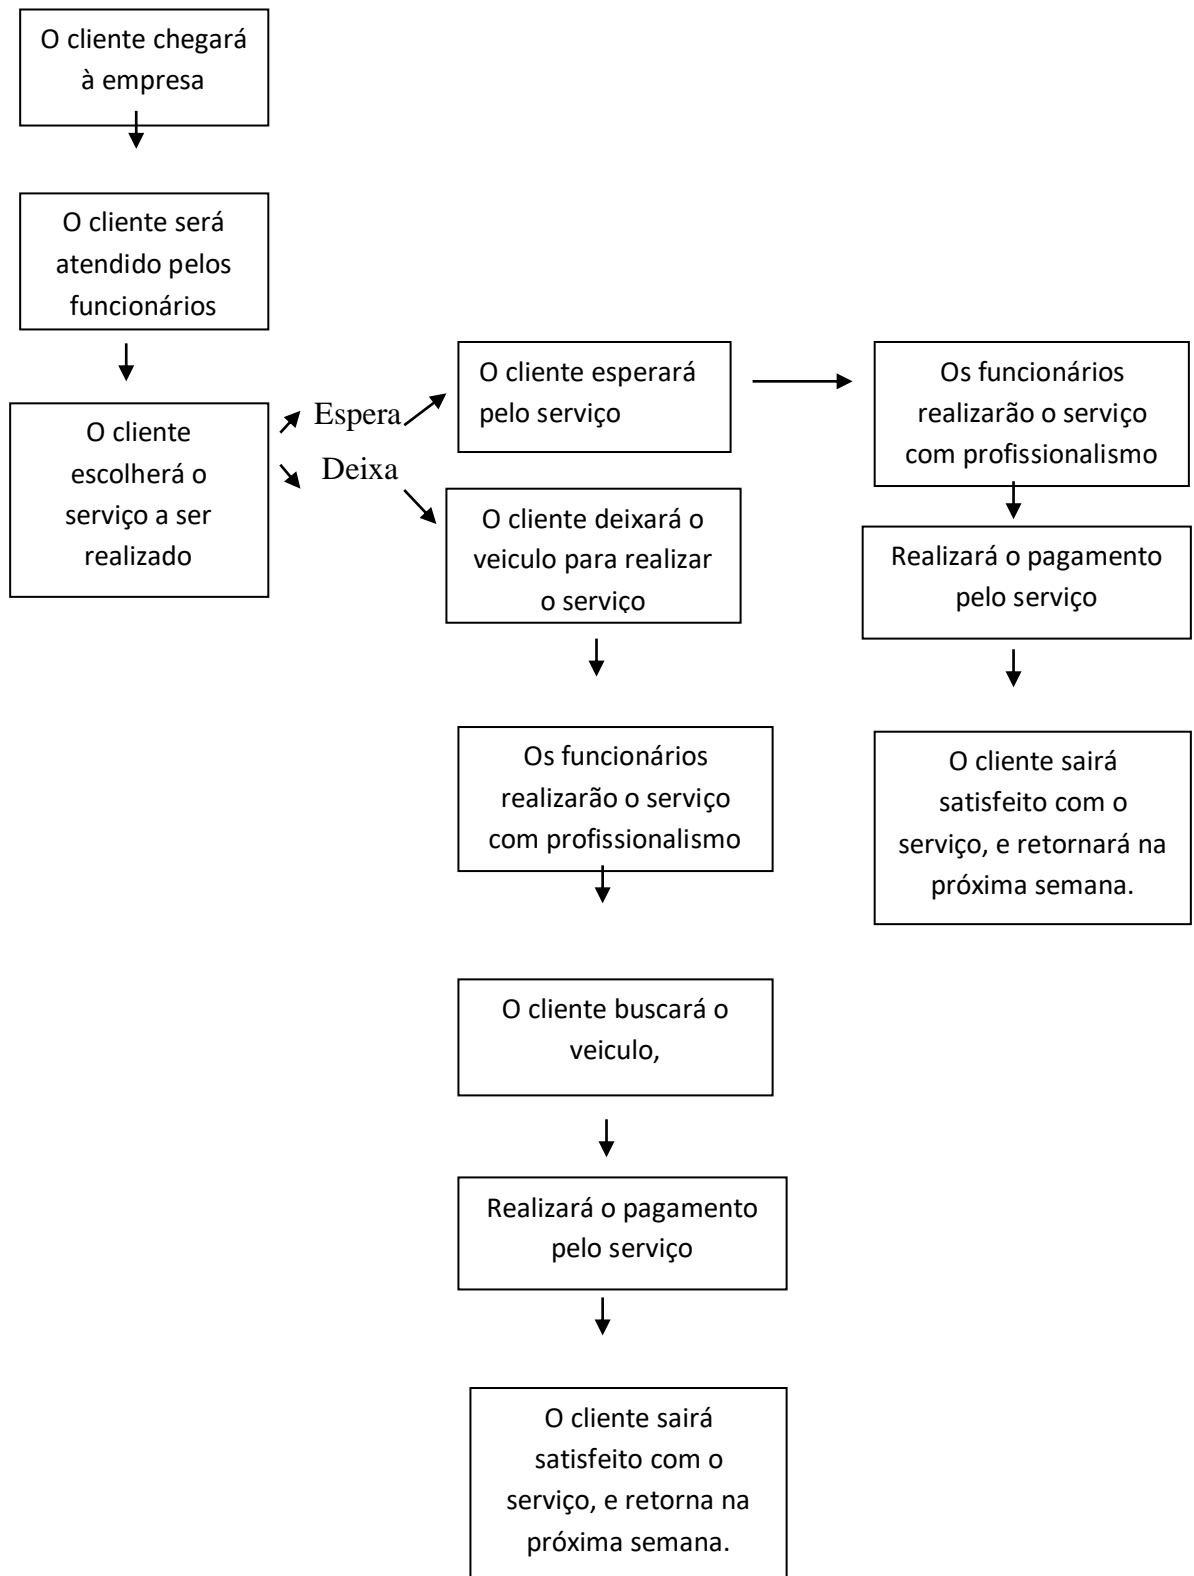 O cliente chegará
à empresa
O cliente será
atendido pelos
funcionários
O cliente
escolherá o
serviço a ser
realizado
Espera
Deixa
O cliente esperará
pelo serviço
Os funcionários
realizarão o serviço
com profissionalismo
Realizará o pagamento
pelo serviço
O cliente sairá
satisfeito com o
serviço, e retornará na
próxima semana.
O cliente deixará o
veiculo para realizar
o serviço
Os funcionários
realizarão o serviço
com profissionalismo
O cliente buscará o
veiculo,
Realizará o pagamento
pelo serviço
O cliente sairá
satisfeito com o
serviço, e retorna na
próxima semana.